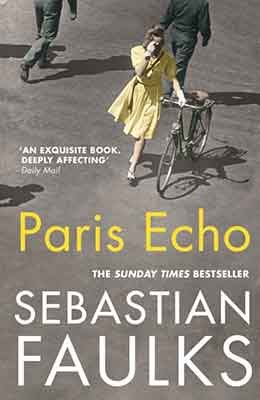 ‘AN EXQUISITE BOOK.
DEEPLY AFFECTING’
- Daily Mail
Paris Echo
THE SUNDAY TIMES BESTSELLER
SEBASTIAN
FAULKS